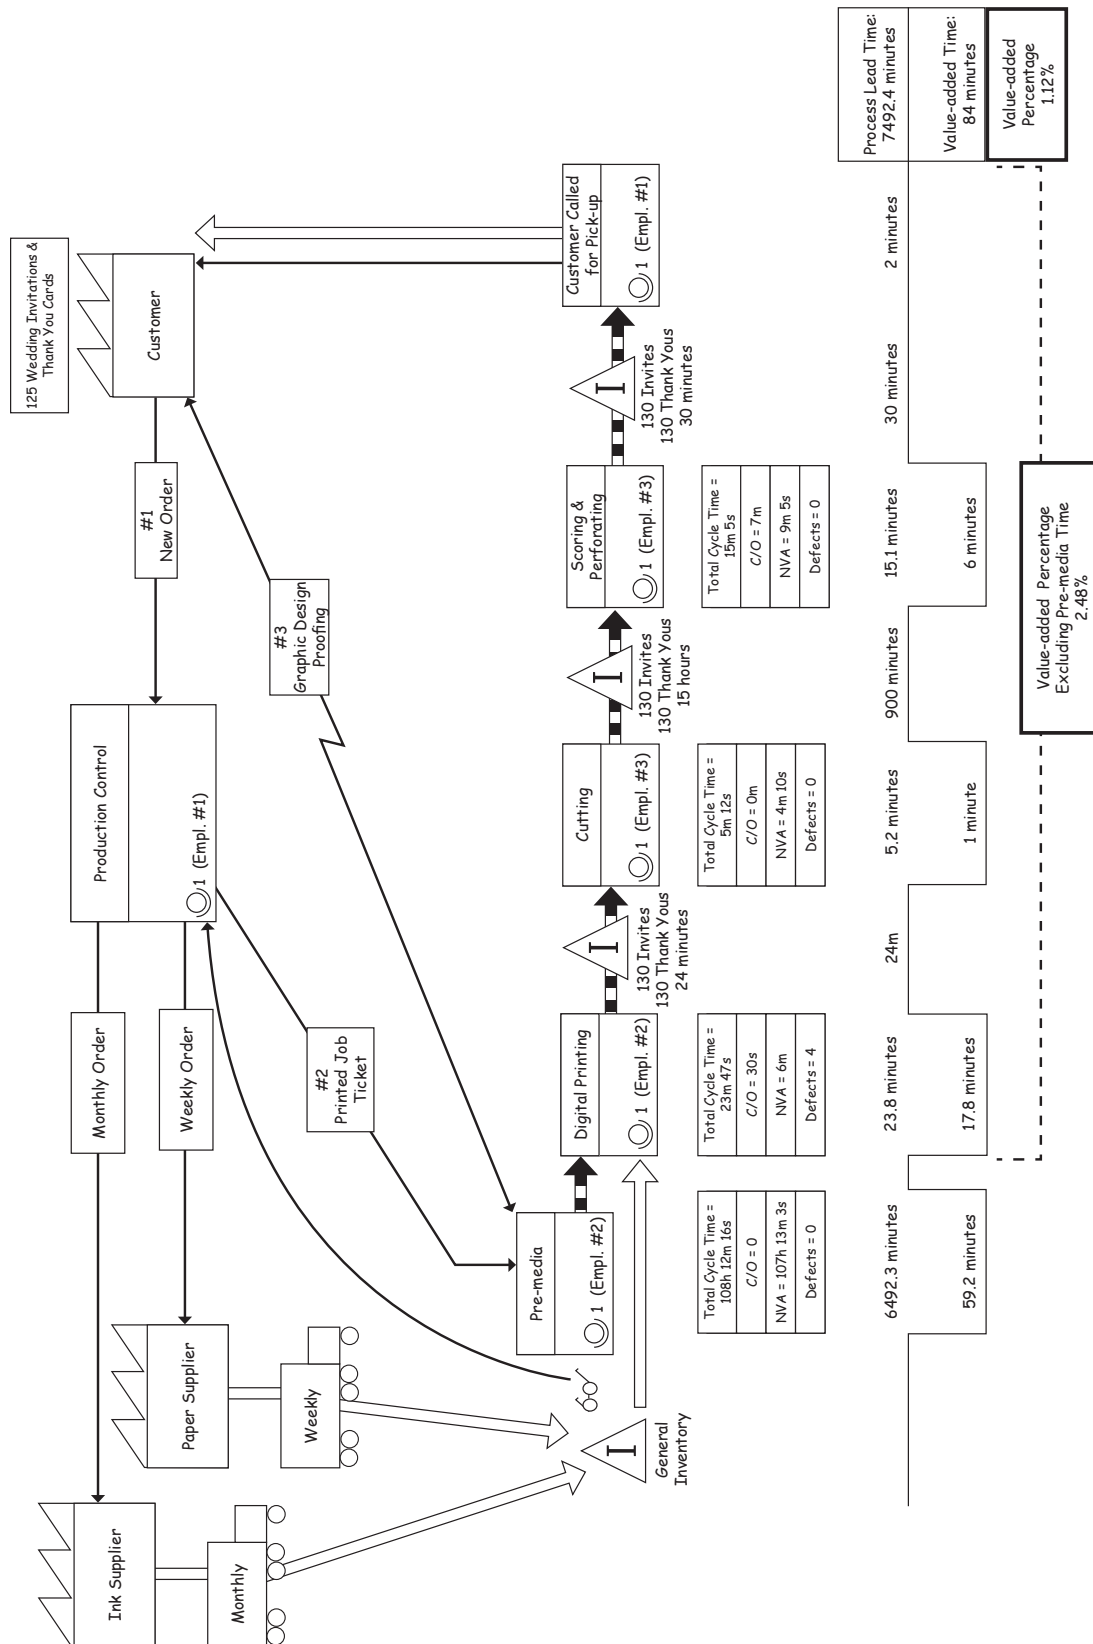 Ink Supplier
Monthly
Paper Supplier
Weekly
Monthly Order
Weekly Order
Production Control
1 (Empl. #1)
#1
New Order
Customer
125 Wedding Invitations &
Thank You Cards
#2
Printed Job
Ticket
#3
Graphic Design
Proofing
I
General
Inventory
Pre-media
1 (Empl. #2)
Digital Printing
1 (Empl. #2)
I
130 Invites
130 Thank Yous
24 minutes
Cutting
1 (Empl. #3)
I
130 Invites
130 Thank Yous
15 hours
Scoring &
Perforating
1 (Empl. #3)
I
130 Invites
130 Thank Yous
30 minutes
Customer Called
for Pick-up
1 (Empl. #1)
Total Cycle Time =
108h 12m 16s
C/O = 0
NVA = 107h 13m 3s
Defects = 0
Total Cycle Time =
23m 47s
C/O = 30s
NVA = 6m
Defects = 4
Total Cycle Time =
5m 12s
C/O = 0m
NVA = 4m 10s
Defects = 0
Total Cycle Time =
15m 5s
C/O = 7m
NVA = 9m 5s
Defects = 0
6492.3 minutes
59.2 minutes
23.8 minutes
17.8 minutes
24m
5.2 minutes
1 minute
900 minutes
15.1 minutes
6 minutes
30 minutes
2 minutes
Process Lead Time:
7492.4 minutes
Value-added Time:
84 minutes
Value-added
Percentage
1.12%
Value-added Percentage
Excluding Pre-media Time
2.48%